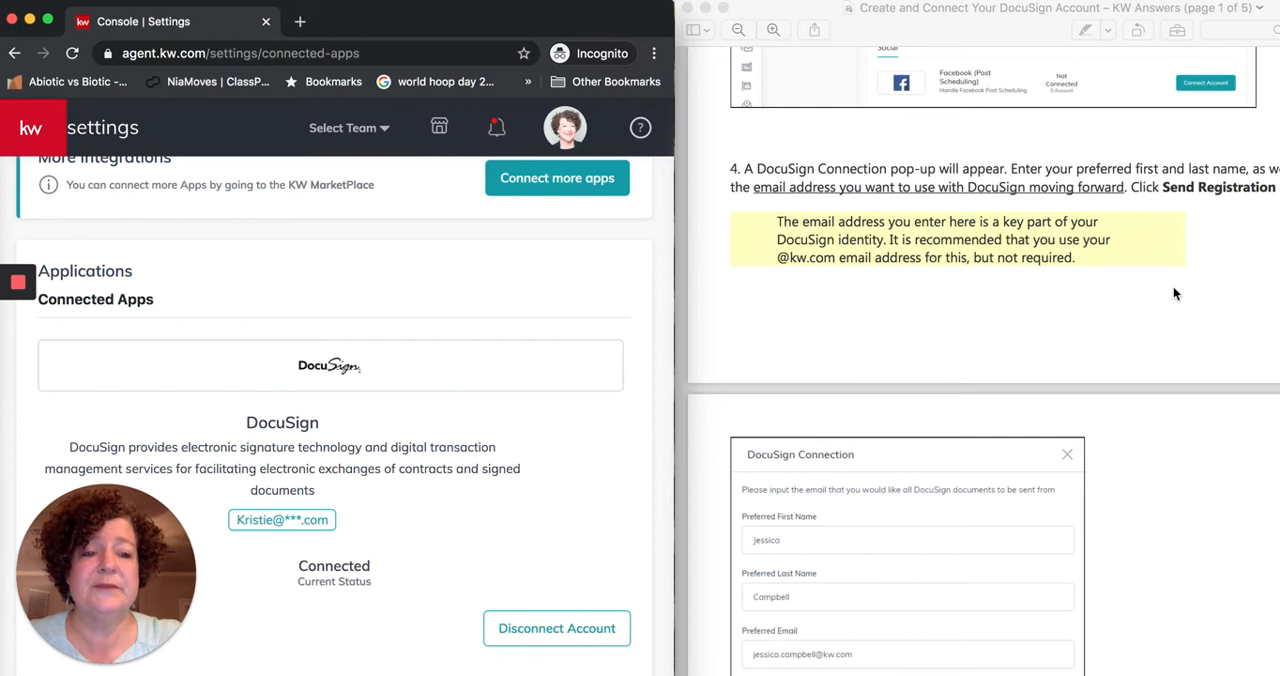 Console | Settings
agent.kw.com/settings/connected-apps
Incognito
Abiotic vs Biotic -...
NiaMoves | ClassP...
Bookmarks
world hoop day 2...
»
Other Bookmarks
kw
settings
Select Team
More Integrations
You can connect more Apps by going to the KW MarketPlace
Connect more apps
Applications
Connected Apps
DocuSign
DocuSign
DocuSign provides electronic signature technology and digital transaction
management services for facilitating electronic exchanges of contracts and signed
documents
Kristie@***.com
Connected
Current Status
Disconnect Account
Create and Connect Your DocuSign Account – KW Answers (page 1 of 5)
Social
Facebook (Post
Scheduling)
Handle Facebook Post Scheduling
Not
Connected
0 Account
Connect Account
4. A DocuSign Connection pop-up will appear. Enter your preferred first and last name, as we
the email address you want to use with DocuSign moving forward. Click Send Registration
The email address you enter here is a key part of your
DocuSign identity. It is recommended that you use your
@kw.com email address for this, but not required.
DocuSign Connection
Please input the email that you would like all DocuSign documents to be sent from
Preferred First Name
Jessica
Preferred Last Name
Campbell
Preferred Email
jessica.campbell@kw.com